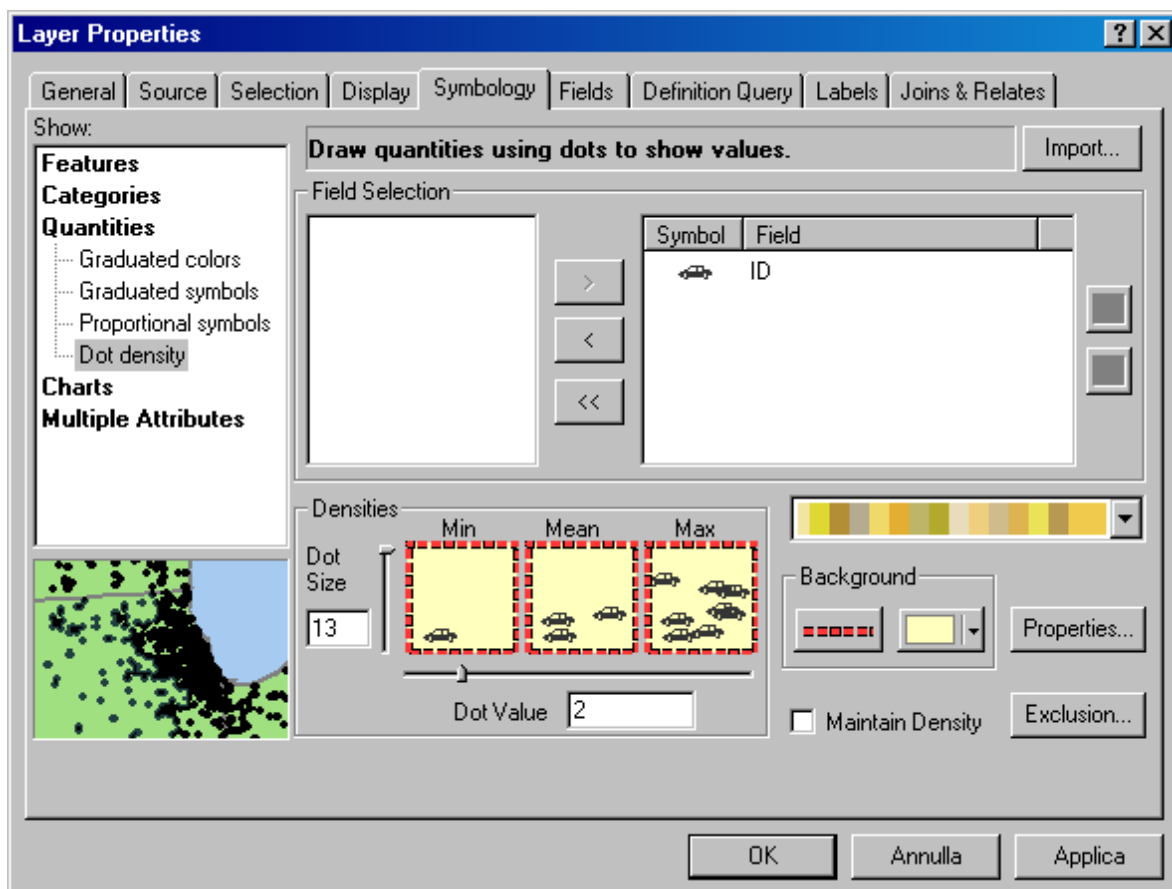 Layer Properties
General Source Selection Display Symbology Fields Definition Query Labels Joins & Relates
Show:
Features
Categories
Quantities
Graduated colors
Graduated symbols
Proportional symbols
Dot density
Charts
Multiple Attributes
Draw quantities using dots to show values.
Import...
Field Selection
>
<
<<
Symbol Field
ID
Densities
Min Mean Max
Dot
Size
13
Dot Value 2
Background
Properties...
Maintain Density
Exclusion...
OK Annulla Applica